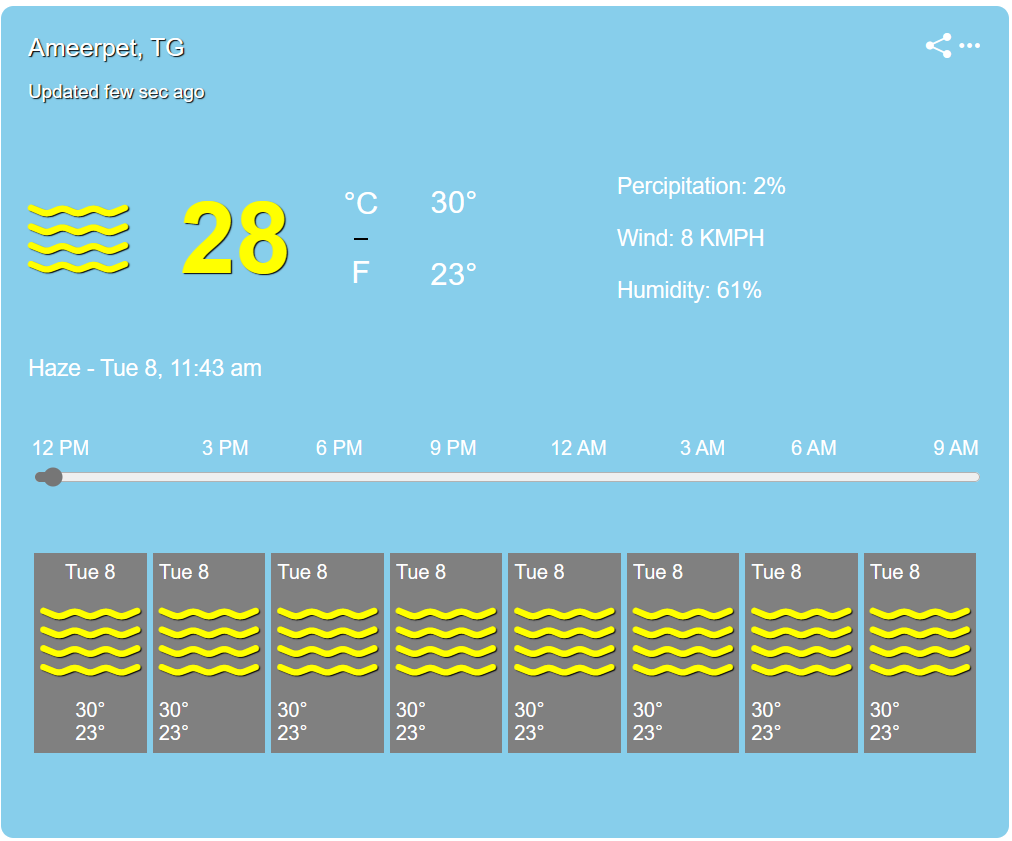 Ameerpet, TG
Updated few sec ago
28
°C
F
30°
23°
Percipitation: 2%
Wind: 8 KMPH
Humidity: 61%
Haze - Tue 8, 11:43 am
12 PM 3 PM 6 PM 9 PM 12 AM 3 AM 6 AM 9 AM
Tue 8 Tue 8 Tue 8 Tue 8 Tue 8 Tue 8 Tue 8 Tue 8
30° 30° 30° 30° 30° 30° 30° 30°
23° 23° 23° 23° 23° 23° 23° 23°